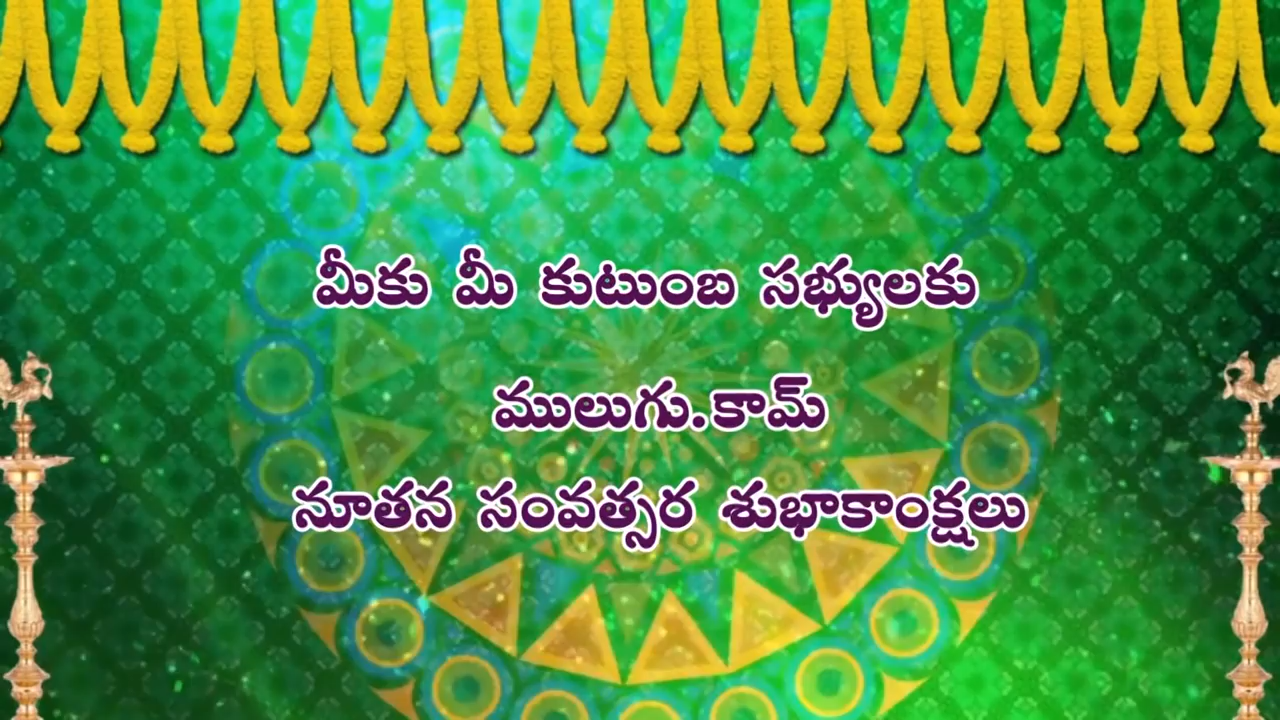 మీకు మీ కుటుంబ సభ్యులకు
ములుగు.కామ్
నూతన సంవత్సర శుభాకాంక్షలు